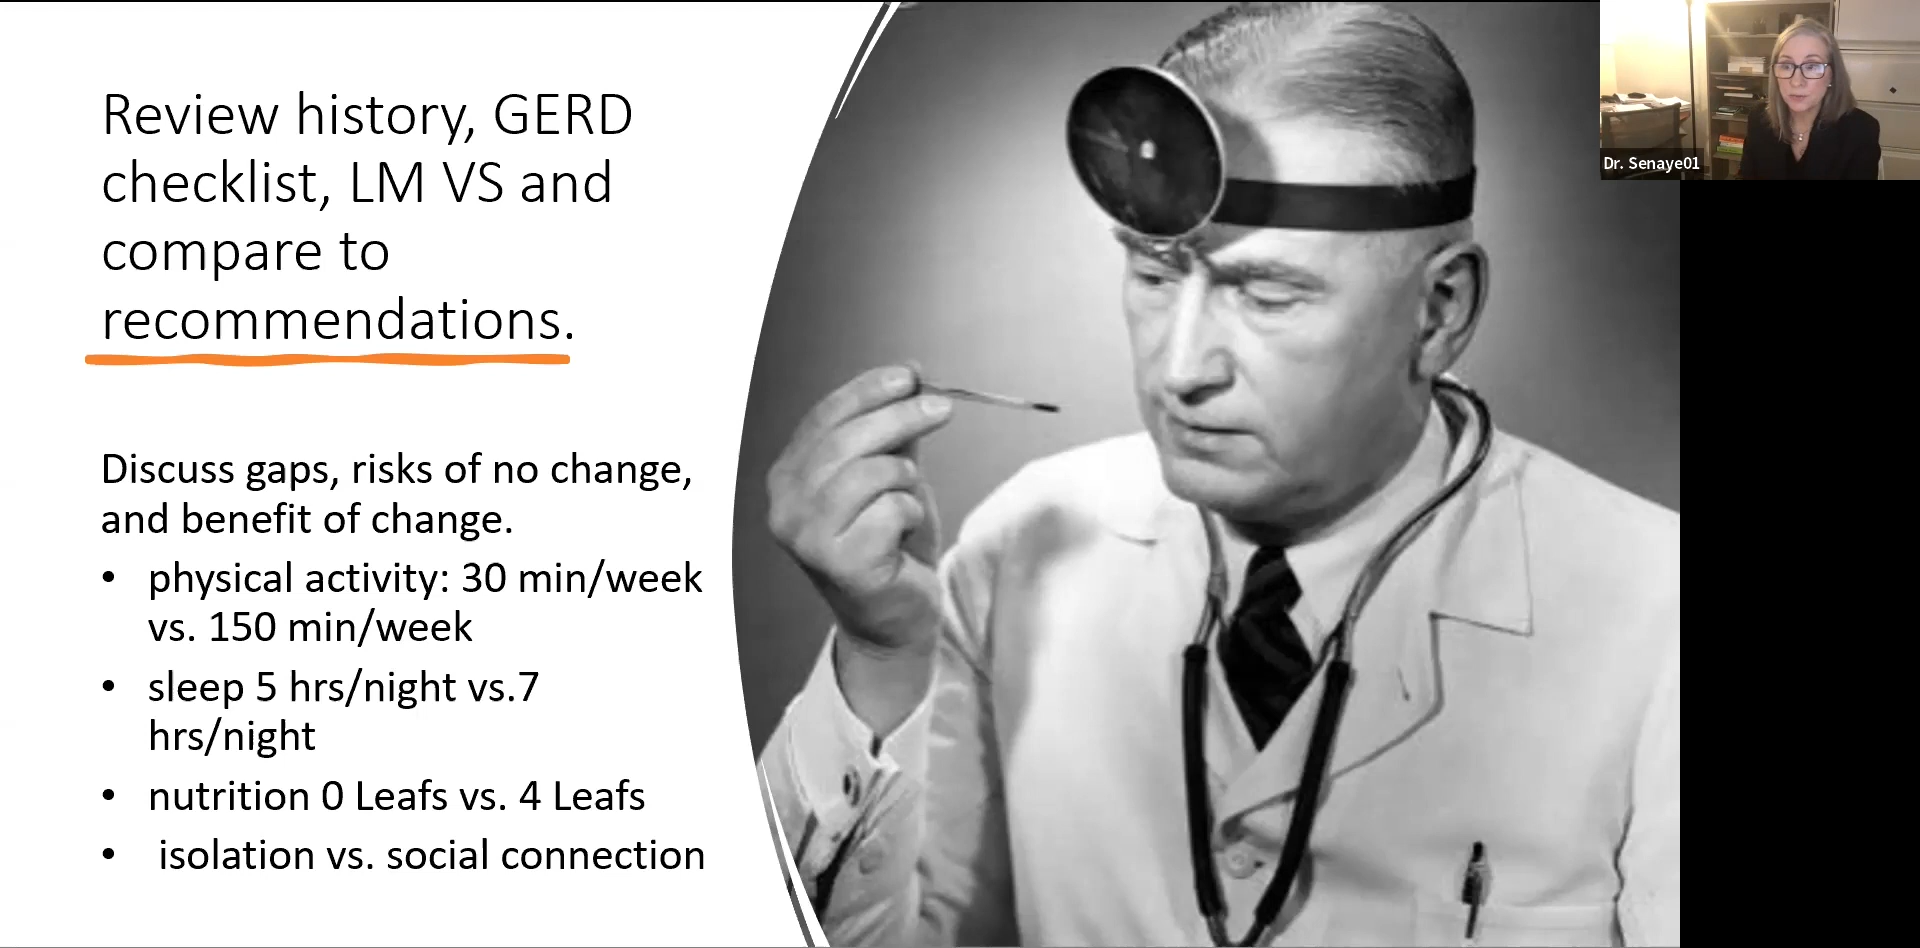 Review history, GERD
checklist, LM VS and
compare to
recommendations.
Discuss gaps, risks of no change,
and benefit of change.
• physical activity: 30 min/week
vs. 150 min/week
• sleep 5 hrs/night vs.7
hrs/night
• nutrition 0 Leafs vs. 4 Leafs
• isolation vs. social connection
Dr. Senaye01